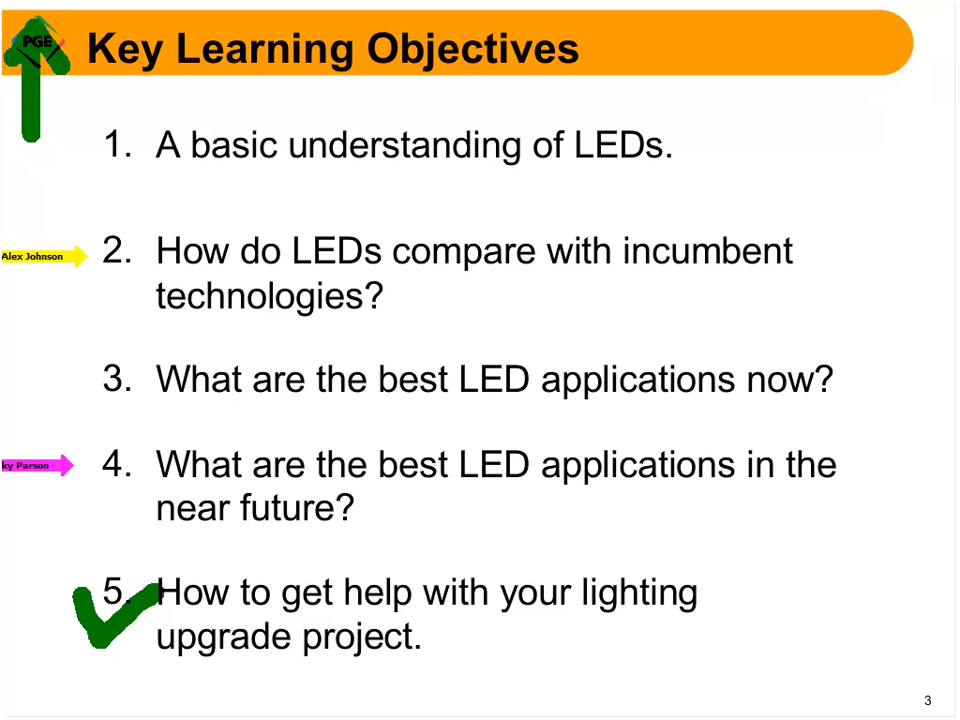 PGE
Key Learning Objectives
1. A basic understanding of LEDs.
Alex Johnson
2. How do LEDs compare with incumbent
technologies?
3. What are the best LED applications now?
ky Parson
4. What are the best LED applications in the
near future?
5. How to get help with your lighting
upgrade project.
3